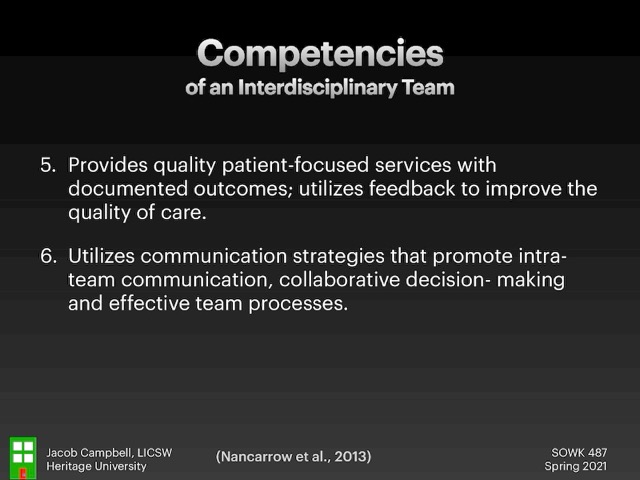 Competencies
of an Interdisciplinary Team
5. Provides quality patient-focused services with
documented outcomes; utilizes feedback to improve the
quality of care.
6. Utilizes communication strategies that promote intra-
team communication, collaborative decision- making
and effective team processes.
Jacob Campbell, LICSW
Heritage University
(Nancarrow et al., 2013)
SOWK 487
Spring 2021